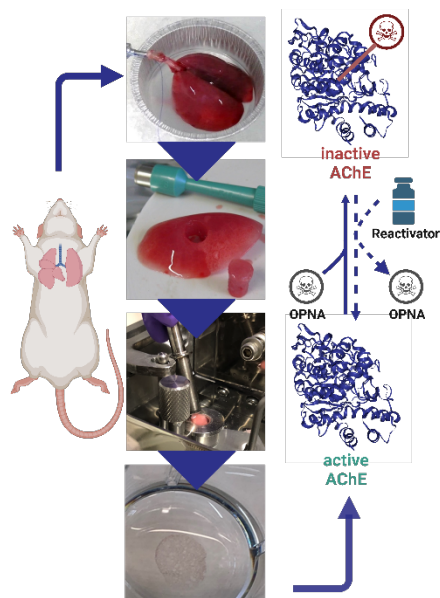 inactive
AChE
Reactivator
OPNA
OPNA
active
AChE